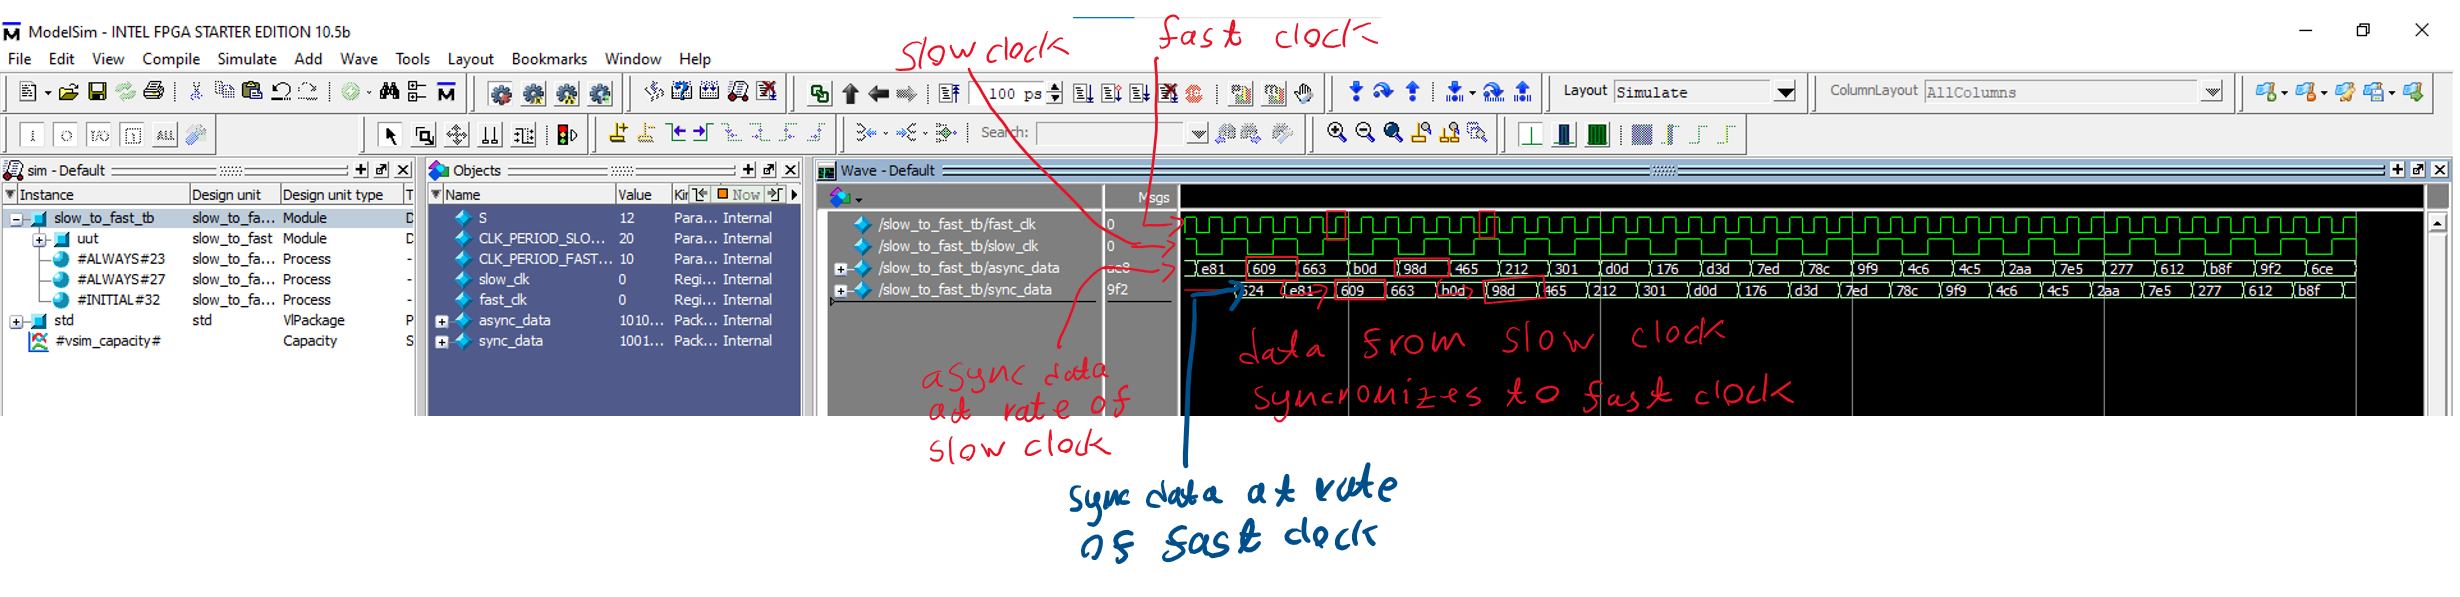 ModelSim - INTEL FPGA STARTER EDITION 10.5b
File Edit View Compile Simulate Add Wave Tools Layout Bookmarks Window Help
slow clock
fast clock
100 ps
Layout Simulate
ColumnLayout AllColumns
Search:
sim - Default
Instance Design unit Design unit type T
slow_to_fast_tb slow_to_fa... Module D
uut slow_to_fast Module D
#ALWAYS#23 slow_to_fa... Process -
#ALWAYS#27 slow_to_fa... Process -
#INITIAL#32 slow_to_fa... Process -
std std VlPackage P
#vsim_capacity# Capacity S
Objects
Name Value Kir Now
S 12 Para... Internal
CLK_PERIOD_SLO... 20 Para... Internal
CLK_PERIOD_FAST... 10 Para... Internal
slow_clk 0 Regi... Internal
fast_clk 0 Regi... Internal
async_data 1010... Pack... Internal
sync_data 1001... Pack... Internal
Wave - Default
Msgs
/slow_to_fast_tb/fast_clk 0
/slow_to_fast_tb/slow_clk 0
/slow_to_fast_tb/async_data e81 609 663 b0d 98d 465 212 301 d0d 176 d3d 7ed 78c 9f9 4c6 4c5 2aa 7e5 277 612 b8f 9f2 6ce
/slow_to_fast_tb/sync_data 9f2 524 e81 609 663 b0d 98d 465 212 301 d0d 176 d3d 7ed 78c 9f9 4c6 4c5 2aa 7e5 277 612 b8f
data from slow clock
syncronizes to fast clock
async data
at rate of
slow clock
sync data at rate
of fast clock